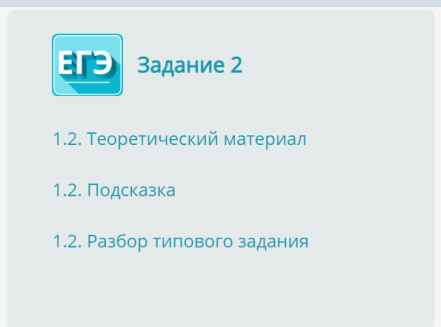 ЕГЭ
Задание 2
1.2. Теоретический материал
1.2. Подсказка
1.2. Разбор типового задания